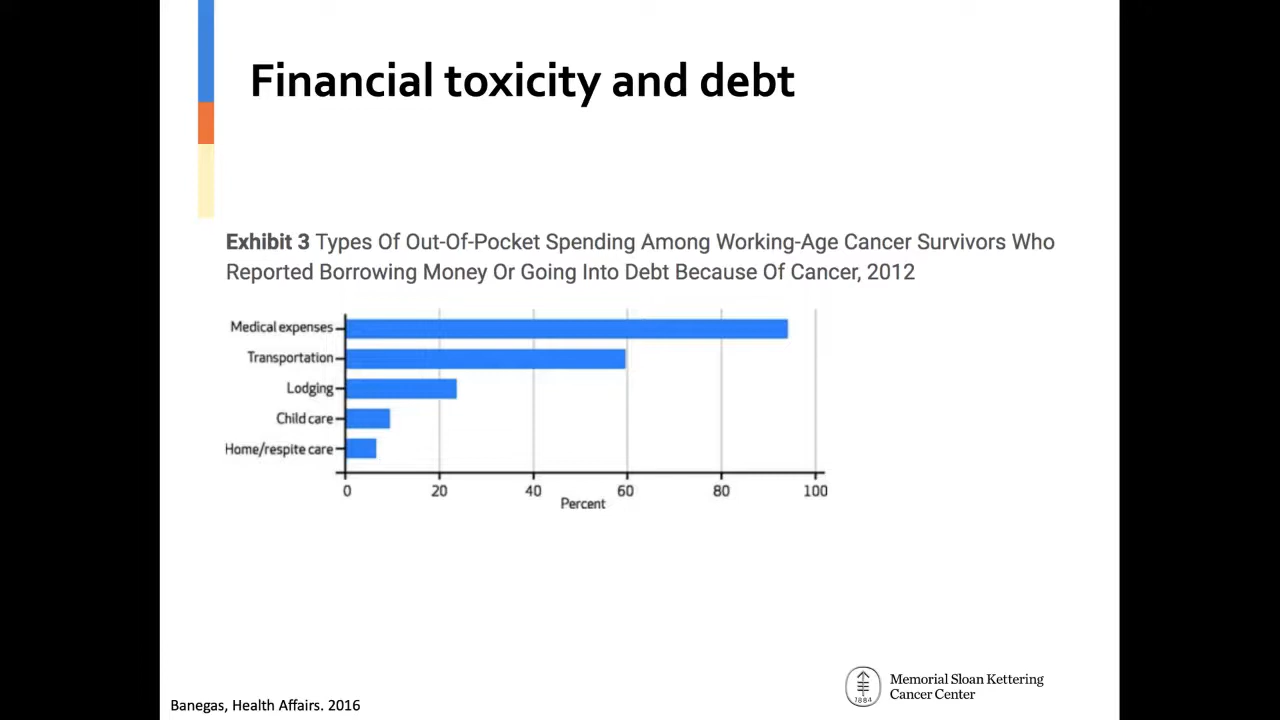 Financial toxicity and debt
Exhibit 3 Types Of Out-Of-Pocket Spending Among Working-Age Cancer Survivors Who
Reported Borrowing Money Or Going Into Debt Because Of Cancer, 2012
Medical expenses
Transportation
Lodging
Child care
Home/respite care
0 20 40 60 80 100
Percent
Memorial Sloan Kettering
Cancer Center
1884
Banegas, Health Affairs. 2016